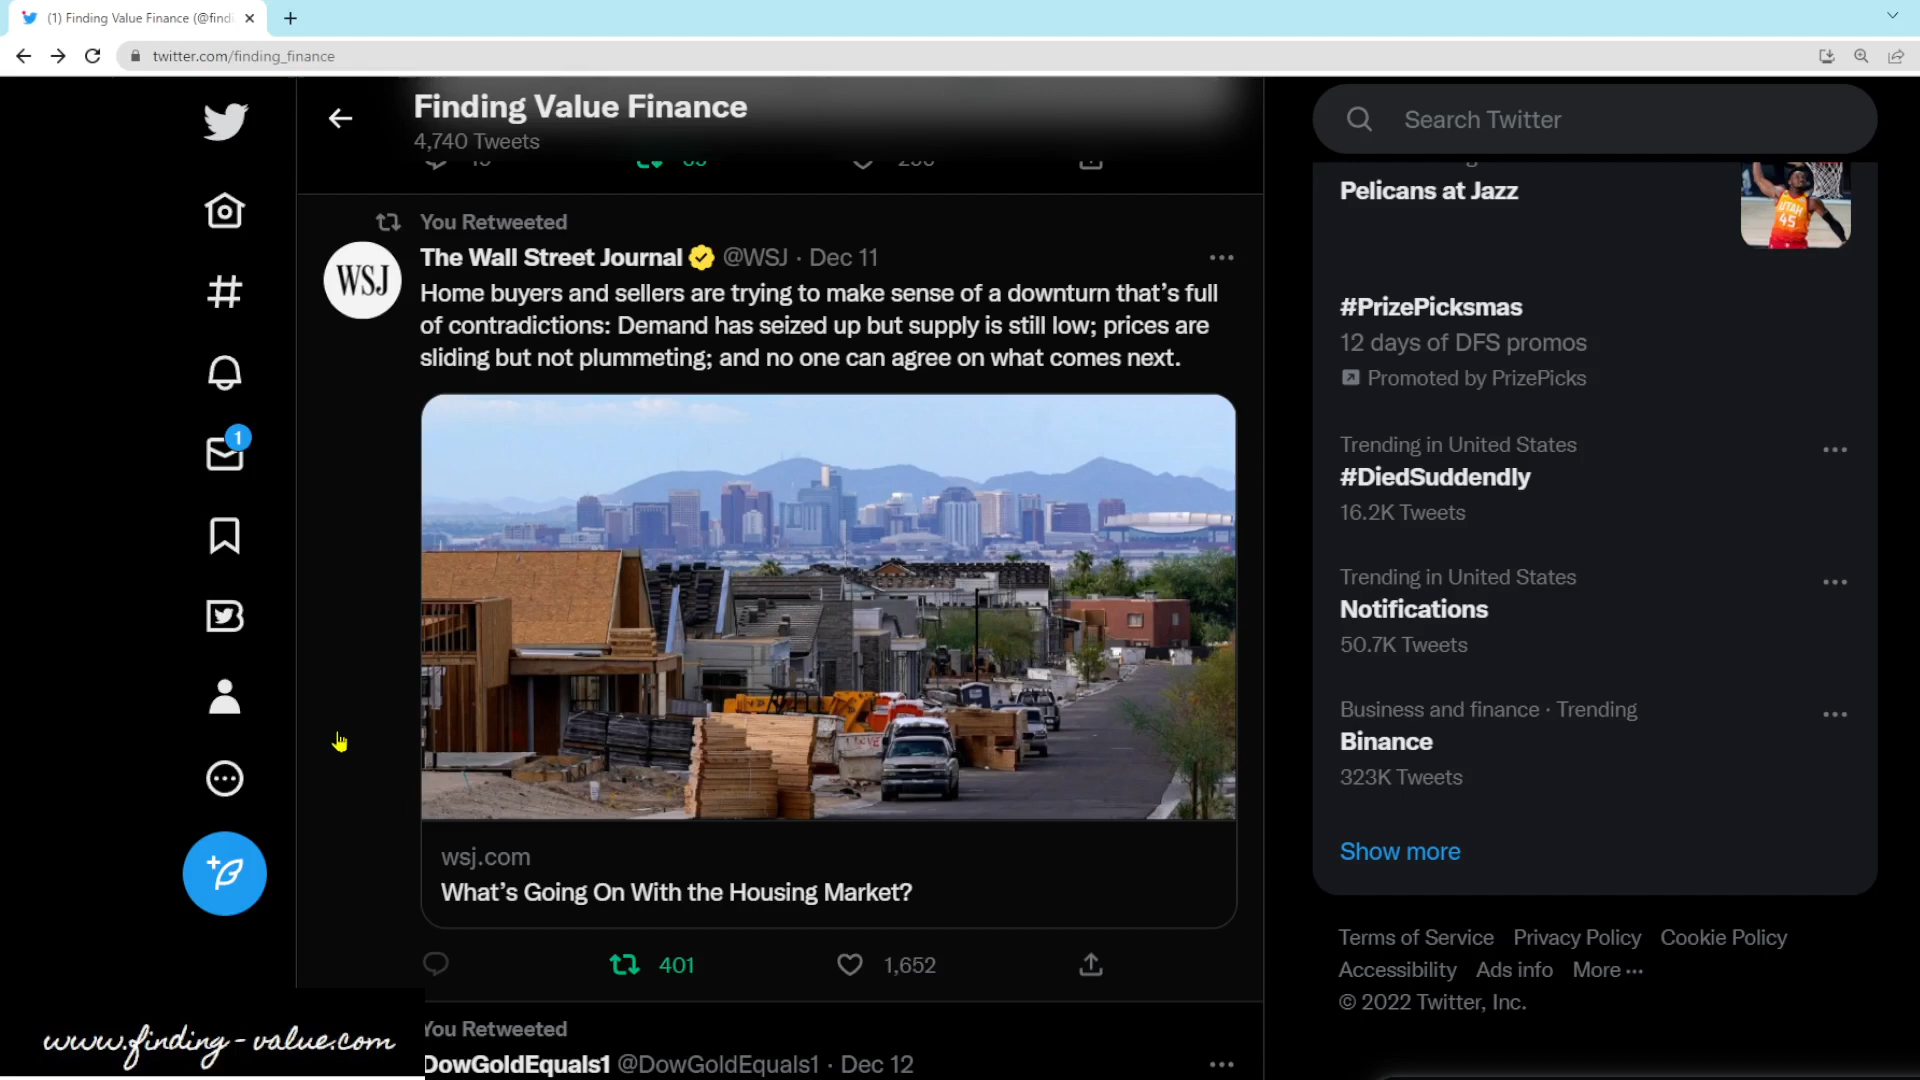 (1) Finding Value Finance (@findi
twitter.com/finding_finance
Finding Value Finance
4,740 Tweets
Search Twitter
Pelicans at Jazz
UTAH
45
#PrizePicksmas
12 days of DFS promos
Promoted by PrizePicks
Trending in United States
#DiedSuddendly
16.2K Tweets
Trending in United States
Notifications
50.7K Tweets
Business and finance · Trending
Binance
323K Tweets
Show more
Terms of Service Privacy Policy Cookie Policy
Accessibility Ads info More ···
© 2022 Twitter, Inc.
1
You Retweeted
WSJ
The Wall Street Journal @WSJ · Dec 11
Home buyers and sellers are trying to make sense of a downturn that's full
of contradictions: Demand has seized up but supply is still low; prices are
sliding but not plummeting; and no one can agree on what comes next.
wsj.com
What's Going On With the Housing Market?
401
1,652
You Retweeted
DowGoldEquals1 @DowGoldEquals1 · Dec 12
www.finding-value.com